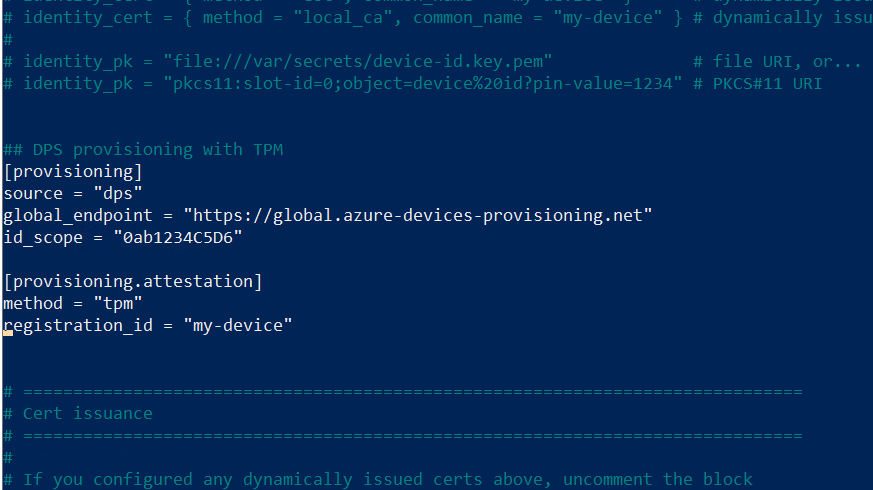 # identity_cert = { method = "local_ca", common_name = "my-device" } # dynamically issu
#
# identity_pk = "file:///var/secrets/device-id.key.pem" # file URI, or...
# identity_pk = "pkcs11:slot-id=0;object=device%20id?pin-value=1234" # PKCS#11 URI
## DPS provisioning with TPM
[provisioning]
source = "dps"
global_endpoint = "https://global.azure-devices-provisioning.net"
id_scope = "0ab1234C5D6"
[provisioning.attestation]
method = "tpm"
registration_id = "my-device"
# ==============================================================================
# Cert issuance
# ==============================================================================
#
# If you configured any dynamically issued certs above, uncomment the block